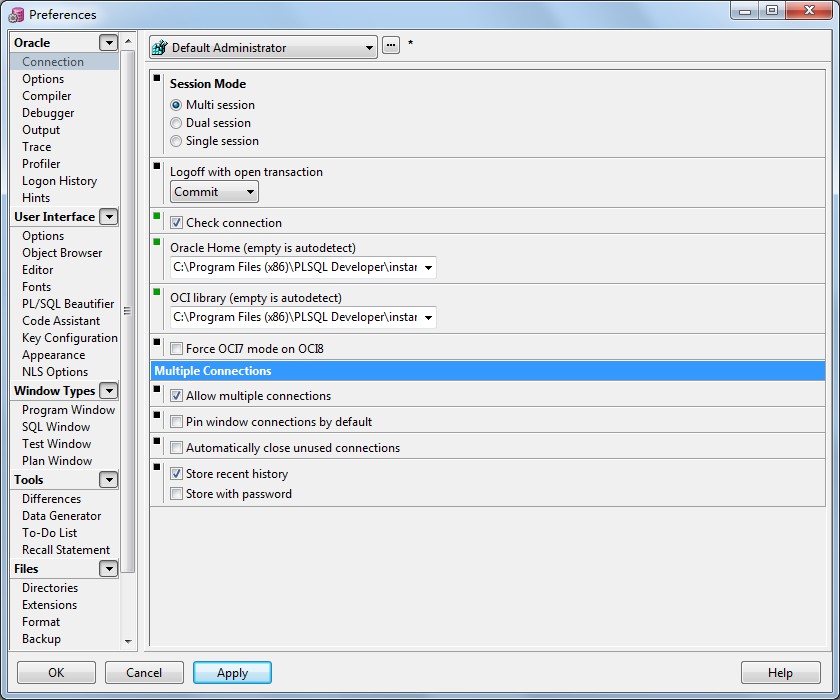 Preferences
Oracle
Connection
Options
Compiler
Debugger
Output
Trace
Profiler
Logon History
Hints
User Interface
Options
Object Browser
Editor
Fonts
PL/SQL Beautifier
Code Assistant
Key Configuration
Appearance
NLS Options
Window Types
Program Window
SQL Window
Test Window
Plan Window
Tools
Differences
Data Generator
To-Do List
Recall Statement
Files
Directories
Extensions
Format
Backup
Default Administrator
... *
Session Mode
Multi session
Dual session
Single session
Logoff with open transaction
Commit
Check connection
Oracle Home (empty is autodetect)
C:\Program Files (x86)\PLSQL Developer\instar
OCI library (empty is autodetect)
C:\Program Files (x86)\PLSQL Developer\instar
Force OCI7 mode on OCI8
Multiple Connections
Allow multiple connections
Pin window connections by default
Automatically close unused connections
Store recent history
Store with password
OK
Cancel
Apply
Help